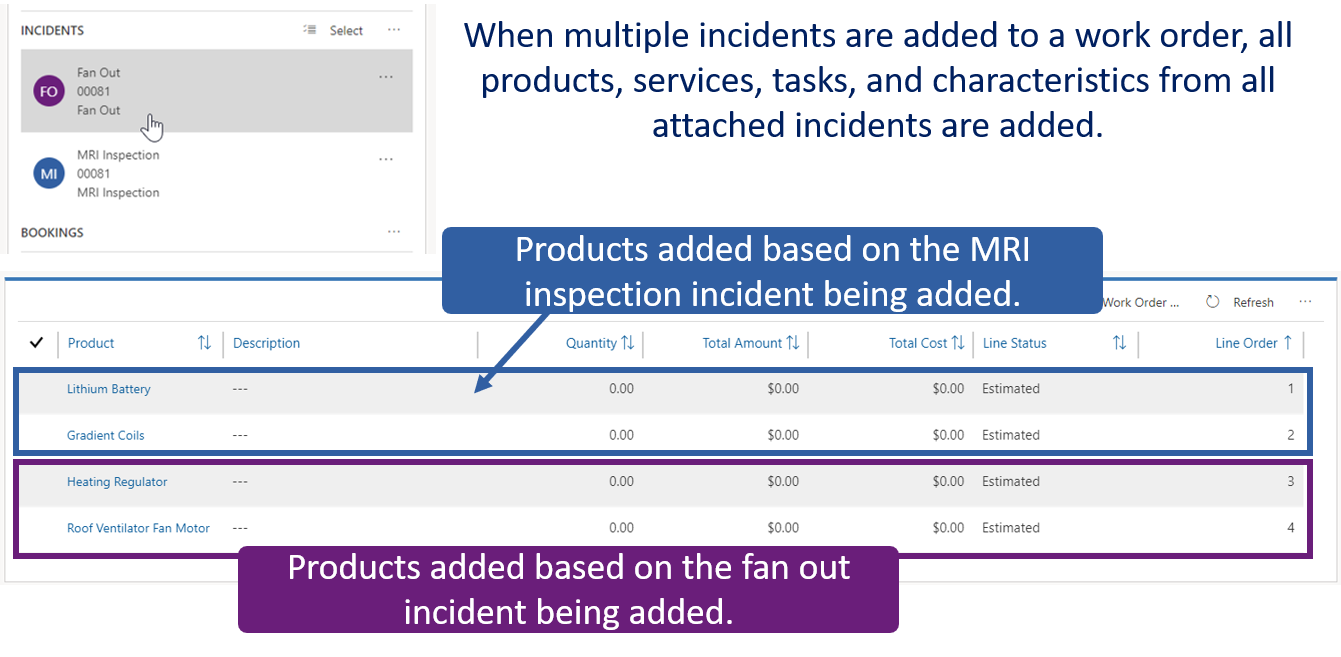 INCIDENTS
Select
...
When multiple incidents are added to a work order, all
products, services, tasks, and characteristics from all
attached incidents are added.
FO
Fan Out
00081
Fan Out
...
MI
MRI Inspection
00081
MRI Inspection
...
BOOKINGS
...
Products added based on the MRI
inspection incident being added.
Work Order ...
Refresh
...
Product Description Quantity Total Amount Total Cost Line Status Line Order
Lithium Battery --- 0.00 $0.00 $0.00 Estimated 1
Gradient Coils --- 0.00 $0.00 $0.00 Estimated 2
Heating Regulator --- 0.00 $0.00 $0.00 Estimated 3
Roof Ventilator Fan Motor --- 0.00 $0.00 $0.00 Estimated 4
Products added based on the fan out
incident being added.